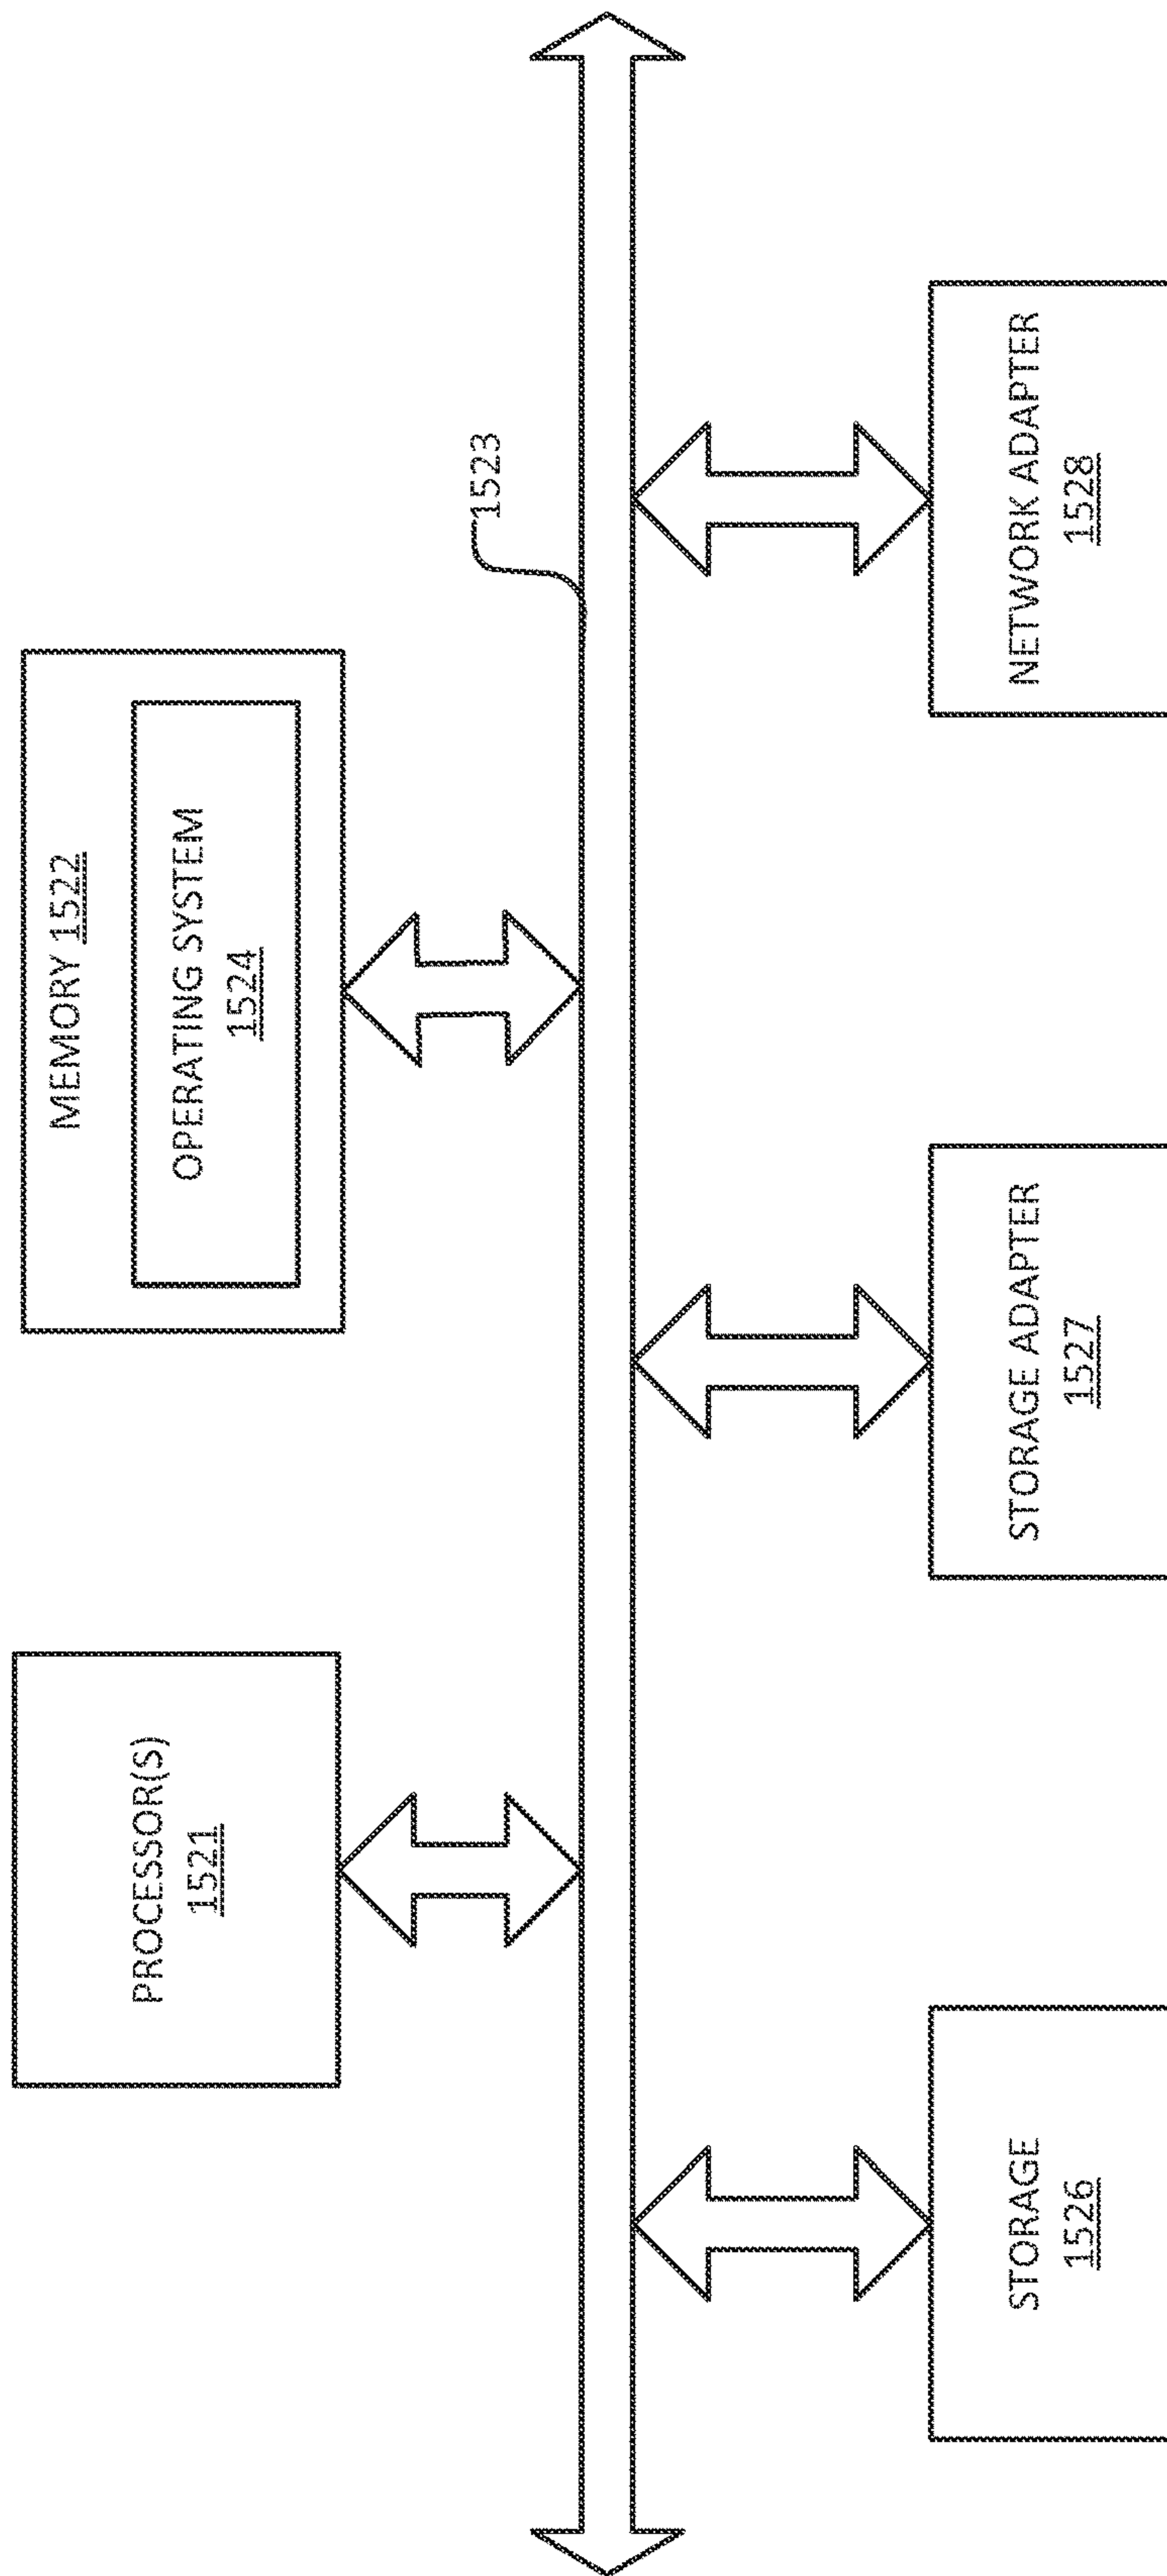 PROCESSOR(S)
1521
MEMORY 1522
OPERATING SYSTEM
1524
1523
STORAGE
1526
STORAGE ADAPTER
1527
NETWORK ADAPTER
1528